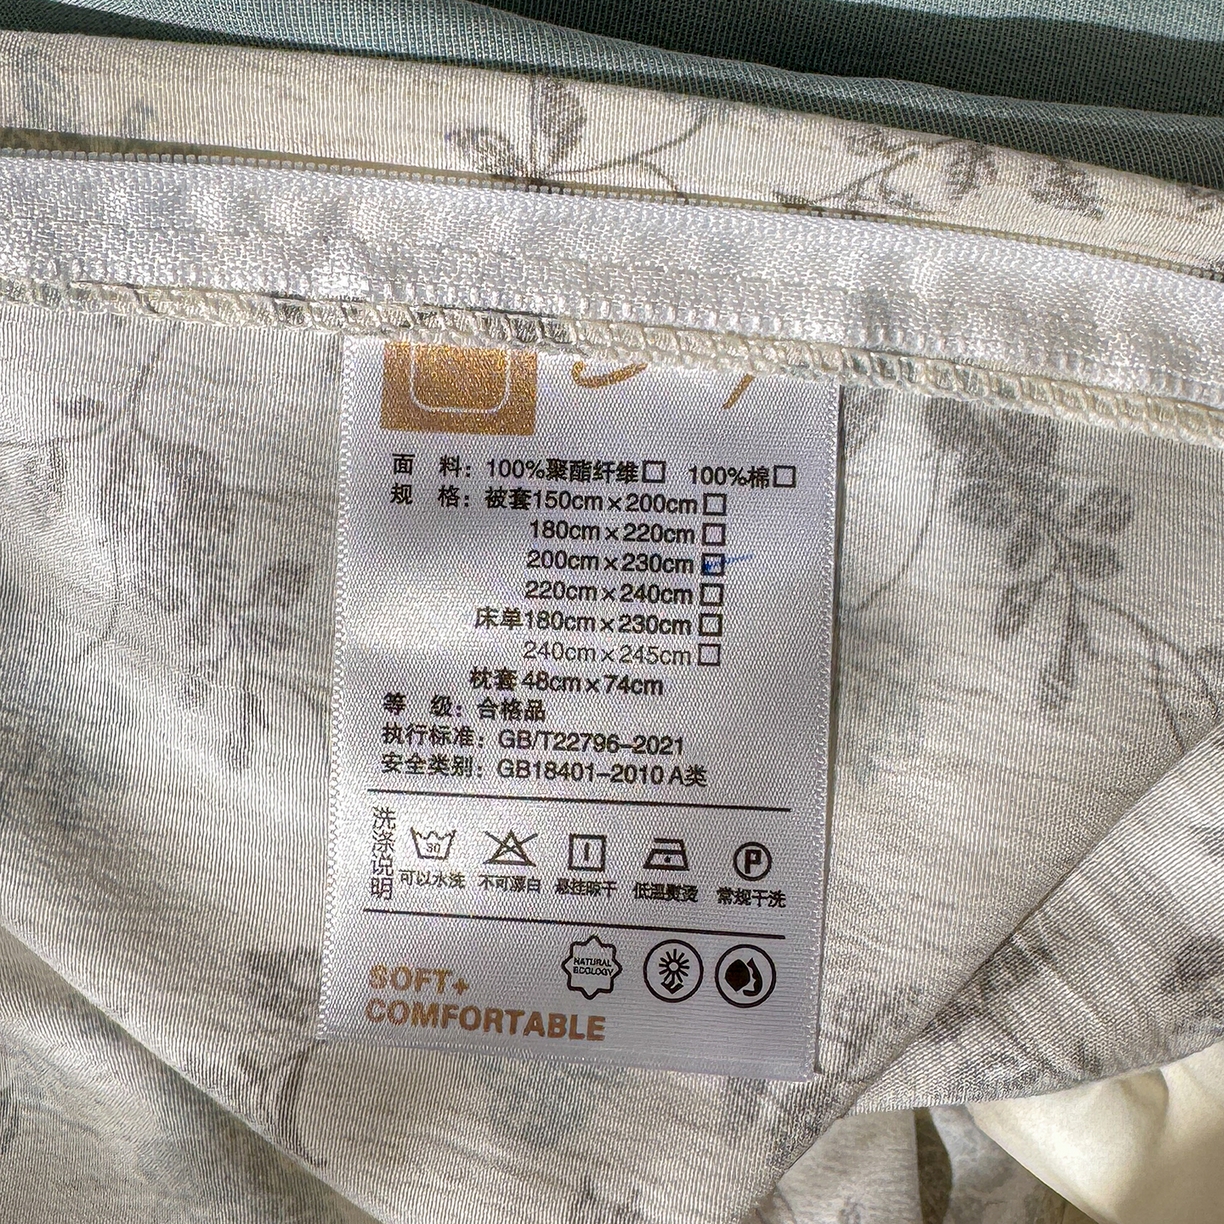 面 料：100%聚酯纤维□ 100%棉□
规 格：被套150cm×200cm□
180cm×220cm□
200cm×230cm☑
220cm×240cm□
床单180cm×230cm□
240cm×245cm□
枕套 48cm×74cm
等 级：合格品
执行标准：GB/T22796–2021
安全类别：GB18401–2010 A类
洗涤说明
30
P
可以水洗 不可漂白 悬挂晾干 低温熨烫 常规干洗
NATURAL
ECOLOGY
SOFT+
COMFORTABLE